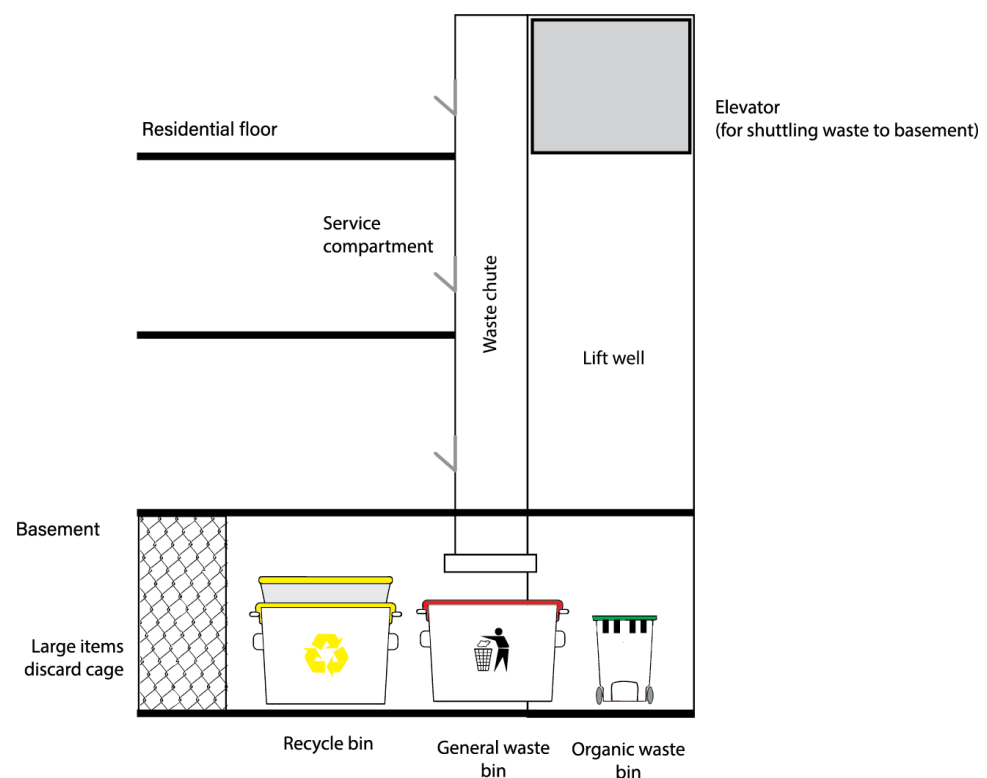 Elevator
(for shuttling waste to basement)
Residential floor
Service
compartment
Waste chute
Lift well
Basement
Large items
discard cage
Recycle bin
General waste
bin
Organic waste
bin